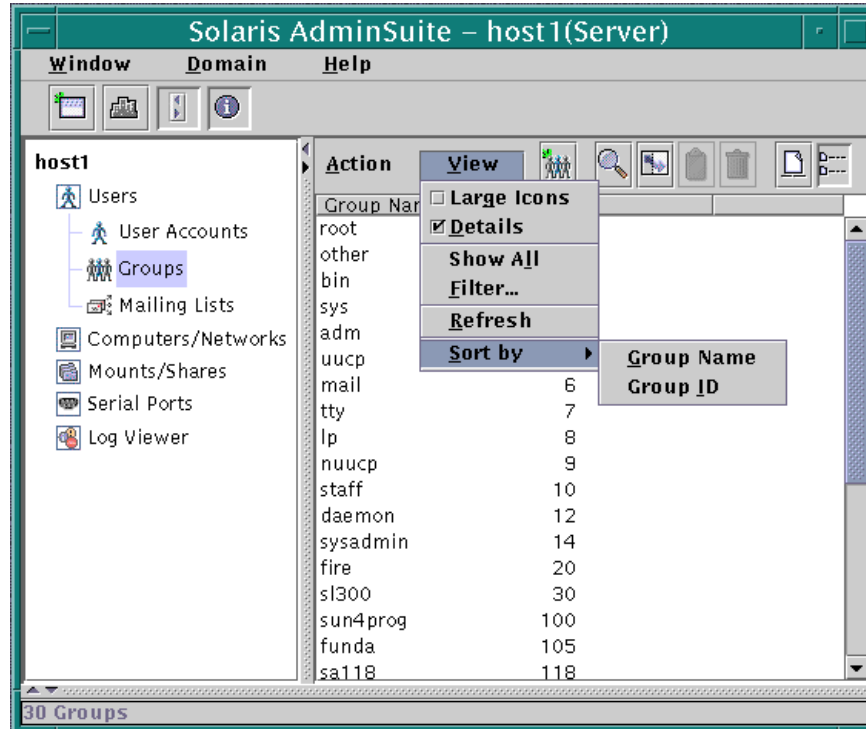 Solaris AdminSuite – host1(Server)
Window Domain Help
host1
Users
User Accounts
Groups
Mailing Lists
Computers/Networks
Mounts/Shares
Serial Ports
Log Viewer
Action View
Large Icons
Details
Show All
Filter...
Refresh
Sort by
Group Name
Group ID
Group
root
other
bin
sys
adm
uucp
mail 6
tty 7
lp 8
nuucp 9
staff 10
daemon 12
sysadmin 14
fire 20
sl300 30
sun4prog 100
funda 105
sa118 118
30 Groups